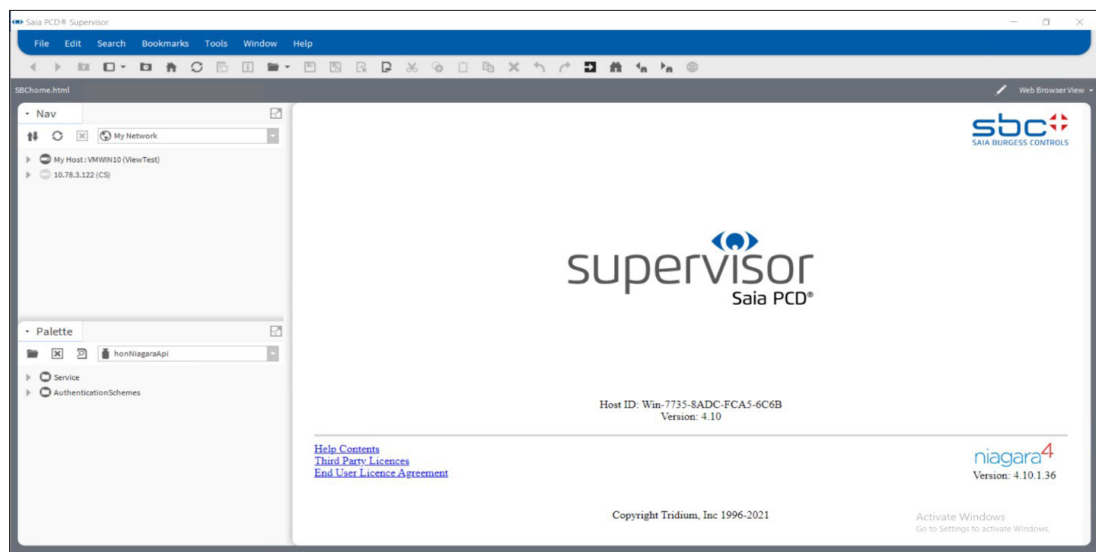 Saia PCD® Supervisor
File Edit Search Bookmarks Tools Window Help
SBChome.html
Web Browser View
Nav
My Network
My Host : VMWIN10 (ViewTest)
10.78.3.122 (CS)
Palette
honNiagaraApi
Service
AuthenticationSchemes
sbc
SAIA BURGESS CONTROLS
supervisor
Saia PCD®
Host ID: Win-7735-8ADC-FCA5-6C6B
Version: 4.10
Help Contents
Third Party Licences
End User Licence Agreement
niagara4
Version: 4.10.1.36
Copyright Tridium, Inc 1996-2021
Activate Windows
Go to Settings to activate Windows.